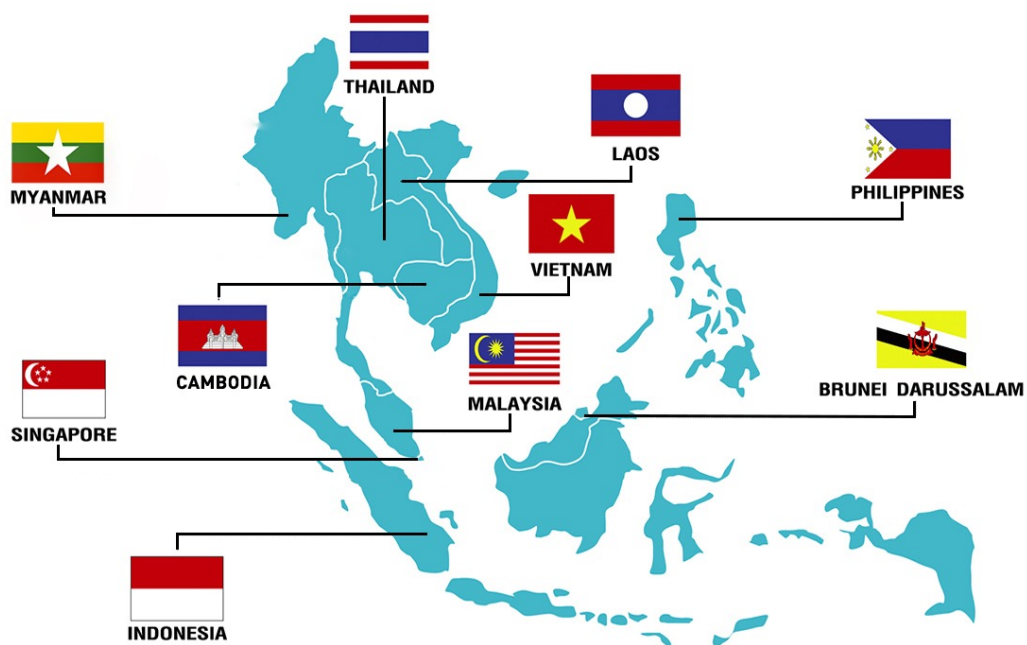 THAILAND
LAOS
MYANMAR
PHILIPPINES
VIETNAM
CAMBODIA
MALAYSIA
BRUNEI DARUSSALAM
SINGAPORE
INDONESIA